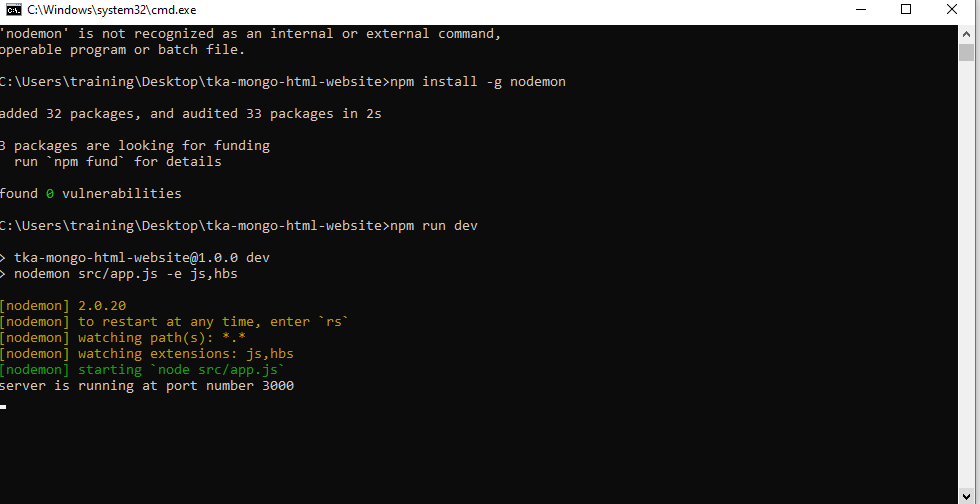 C:\Windows\system32\cmd.exe
'nodemon' is not recognized as an internal or external command,
operable program or batch file.
C:\Users\training\Desktop\tka-mongo-html-website>npm install -g nodemon
added 32 packages, and audited 33 packages in 2s
3 packages are looking for funding
  run `npm fund` for details
found 0 vulnerabilities
C:\Users\training\Desktop\tka-mongo-html-website>npm run dev
> tka-mongo-html-website@1.0.0 dev
> nodemon src/app.js -e js,hbs
[nodemon] 2.0.20
[nodemon] to restart at any time, enter `rs`
[nodemon] watching path(s): *.*
[nodemon] watching extensions: js,hbs
[nodemon] starting `node src/app.js`
server is running at port number 3000